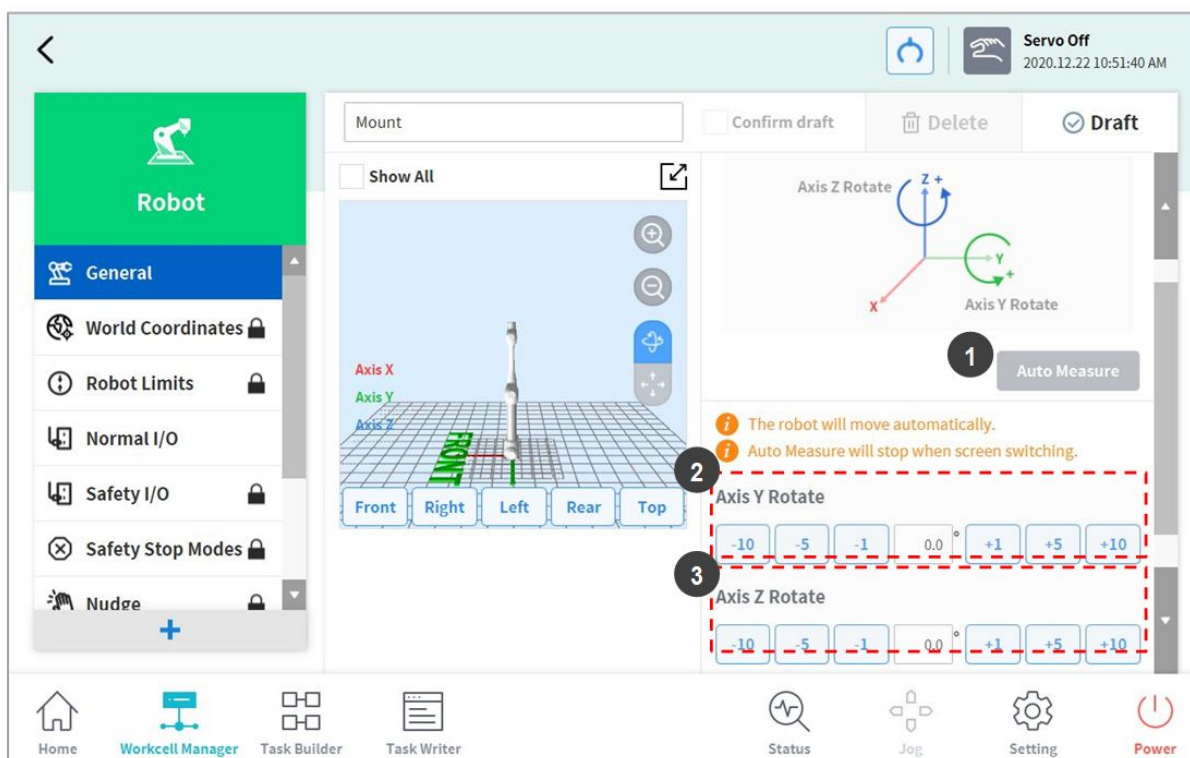 Servo Off
2020.12.22 10:51:40 AM
Robot
General
World Coordinates
Robot Limits
Normal I/O
Safety I/O
Safety Stop Modes
Nudge
+
Mount
Confirm draft
Delete
Draft
Show All
Axis X
Axis Y
Axis Z
FRONT
Front Right Left Rear Top
Axis Z Rotate
Z +
Y
+
X
Axis Y Rotate
1
Auto Measure
The robot will move automatically.
Auto Measure will stop when screen switching.
2
Axis Y Rotate
-10 -5 -1 0.0 ° +1 +5 +10
3
Axis Z Rotate
-10 -5 -1 0.0 ° +1 +5 +10
Home Workcell Manager Task Builder Task Writer Status Jog Setting Power